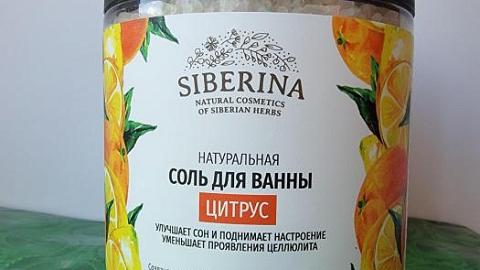 SIBERINA
NATURAL COSMETICS
OF SIBERIAN HERBS
НАТУРАЛЬНАЯ
СОЛЬ ДЛЯ ВАННЫ
ЦИТРУС
УЛУЧШАЕТ СОН И ПОДНИМАЕТ НАСТРОЕНИЕ
УМЕНЬШАЕТ ПРОЯВЛЕНИЯ ЦЕЛЛЮЛИТА